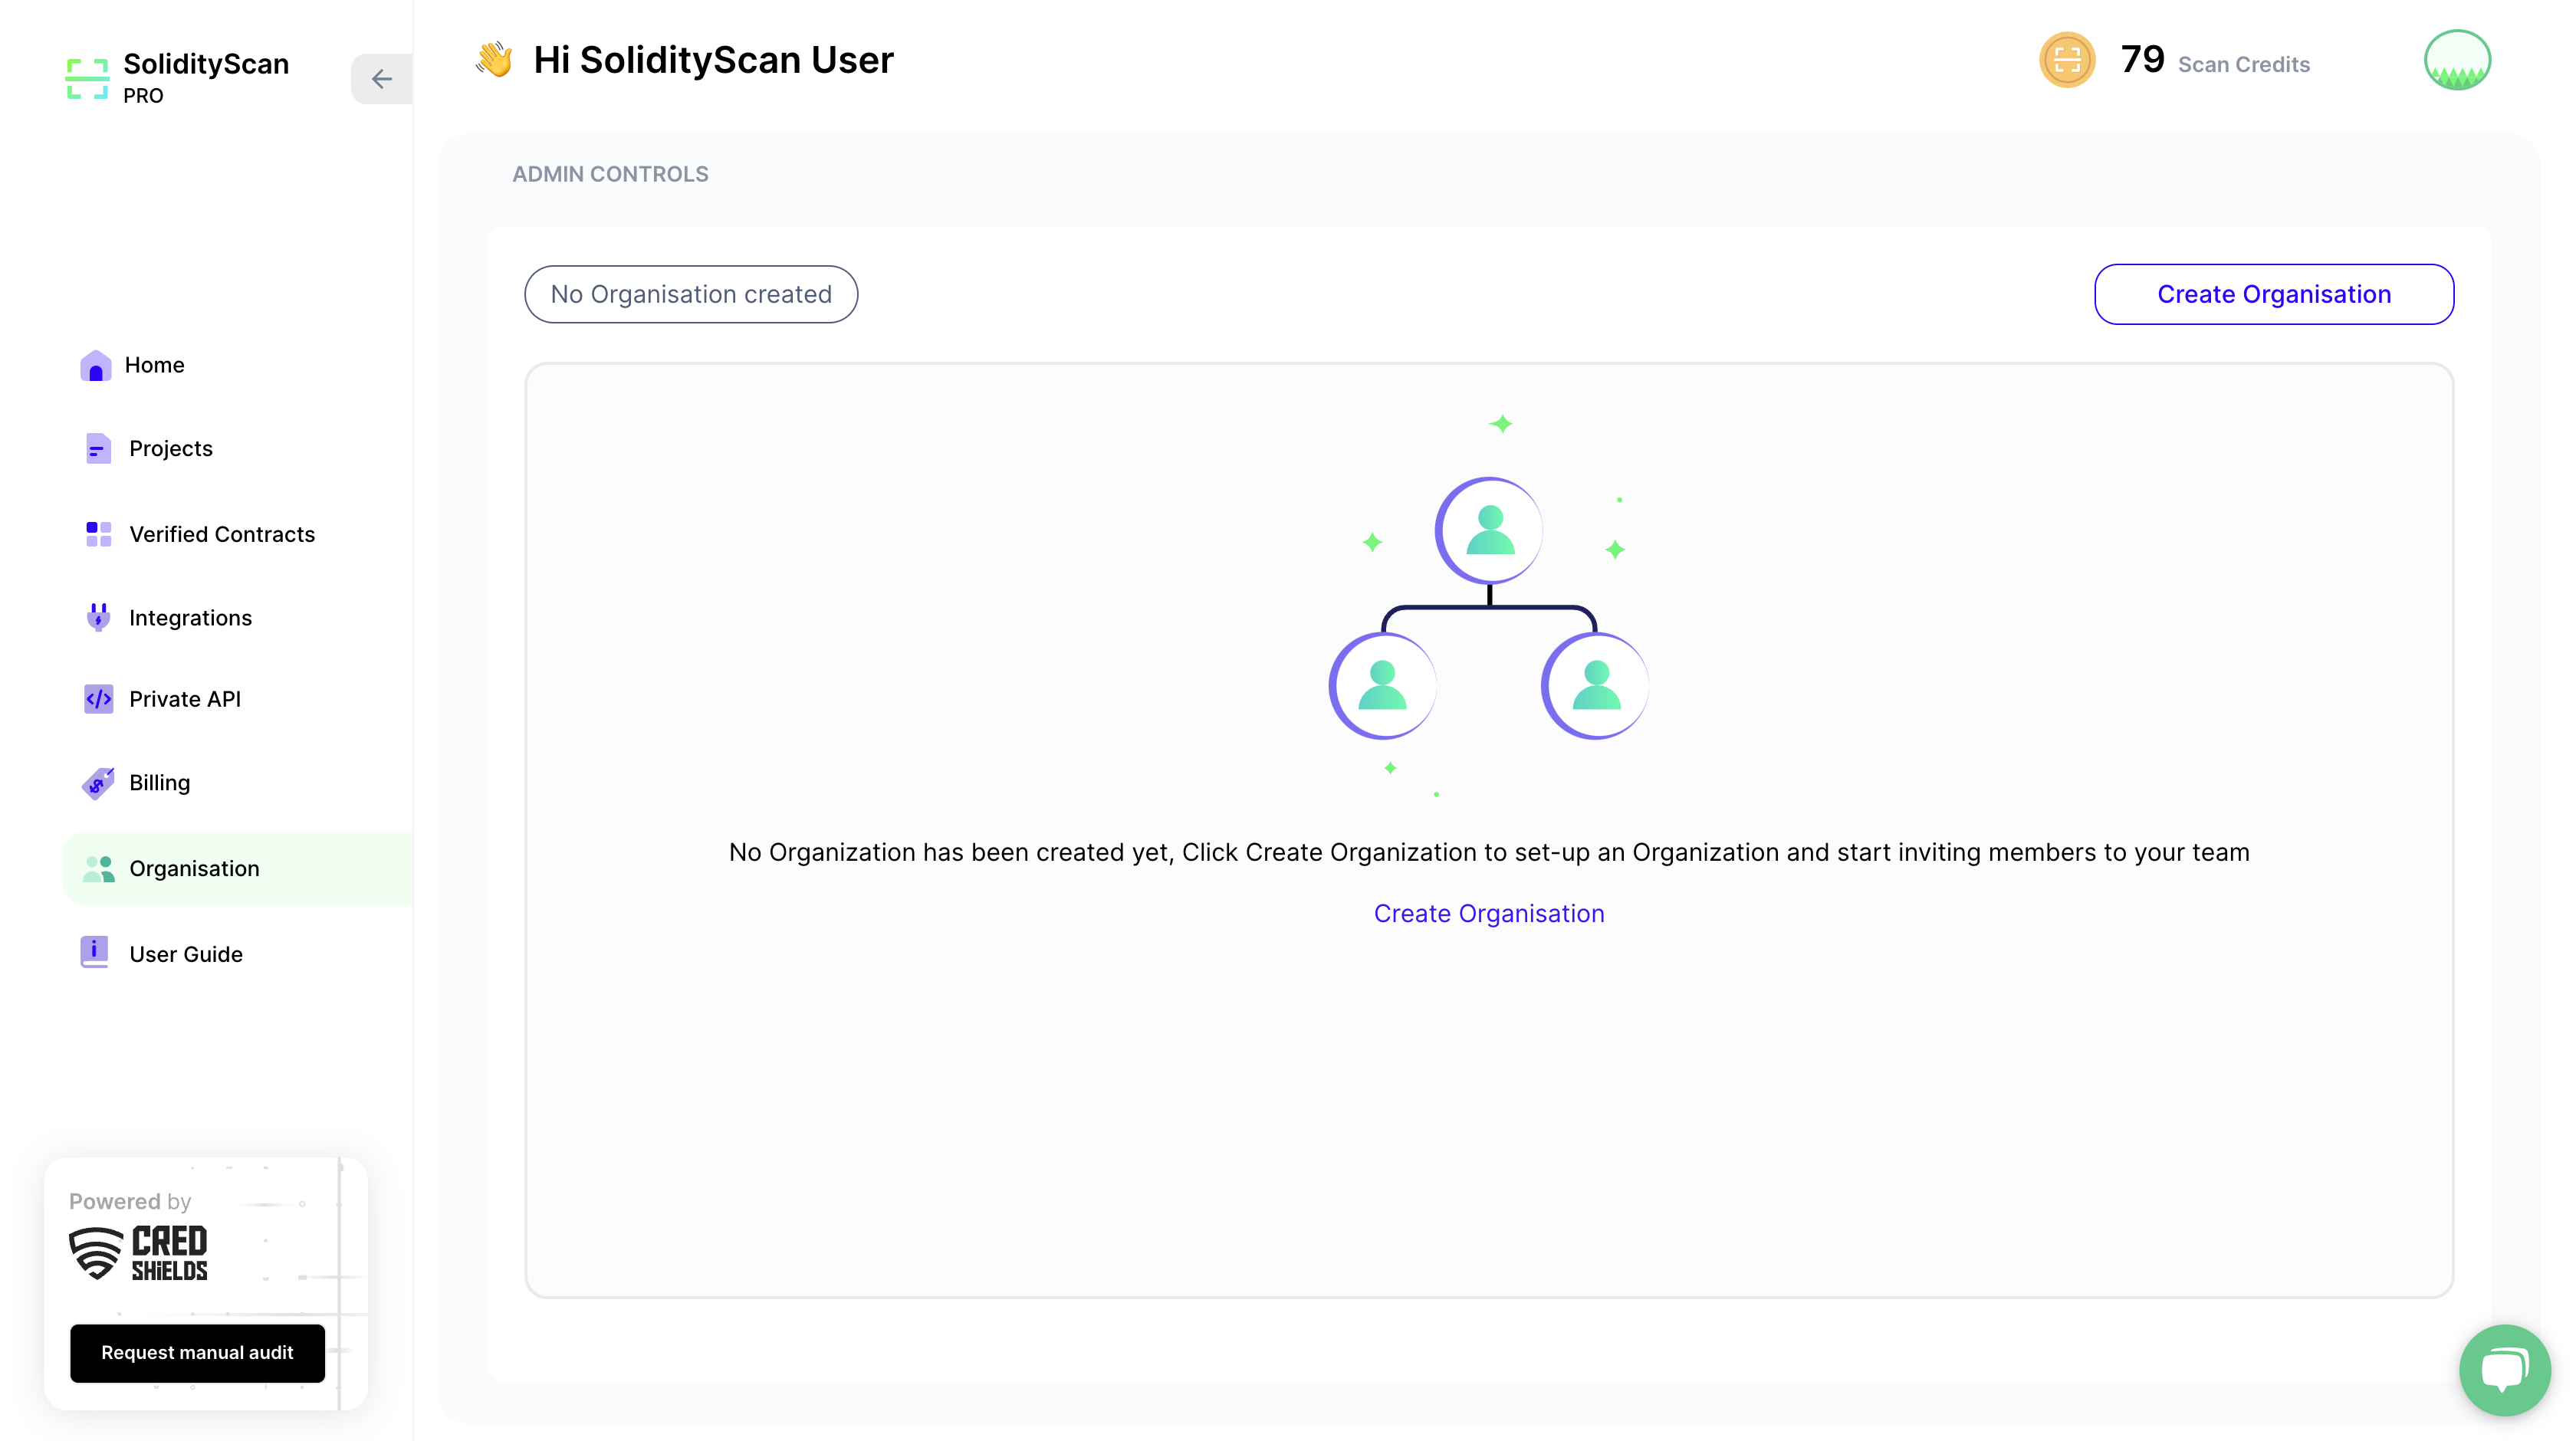 SolidityScan
PRO
Hi SolidityScan User
79 Scan Credits
ADMIN CONTROLS
No Organisation created
Create Organisation
Home
Projects
Verified Contracts
Integrations
Private API
Billing
Organisation
User Guide
No Organization has been created yet, Click Create Organization to set-up an Organization and start inviting members to your team
Create Organisation
Powered by
CRED
SHiELDS
Request manual audit